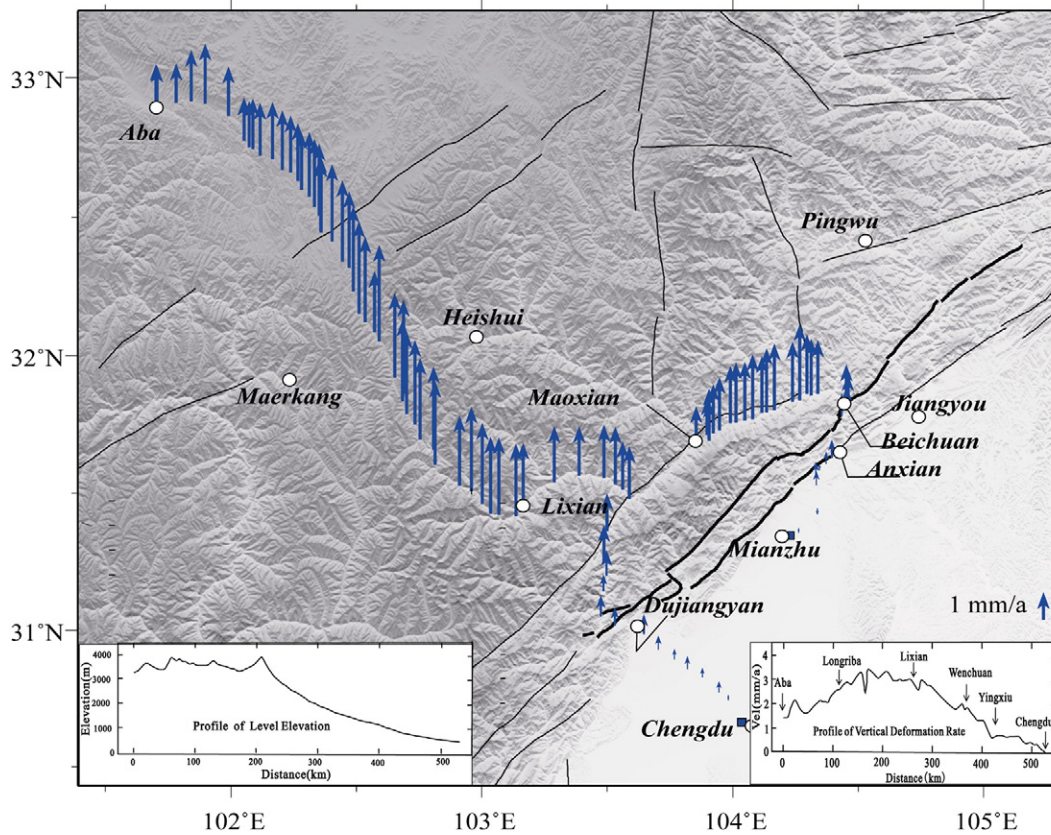 33°N
Aba
Pingwu
Heishui
32°N
Maerkang
Maoxian
Jiangyou
Beichuan
Anxian
Lixian
Mianzhu
1 mm/a
31°N
Dujiangyan
Chengdu
Elevation(m)
4000
3000
2000
1000
0
Profile of Level Elevation
0 100 200 300 400 500
Distance(km)
Vel(mm/a)
4
3
2
1
0
Aba
Longriba
Lixian
Wenchuan
Yingxiu
Chengdu
Profile of Vertical Deformation Rate
0 100 200 300 400 500
Distance(km)
102°E 103°E 104°E 105°E